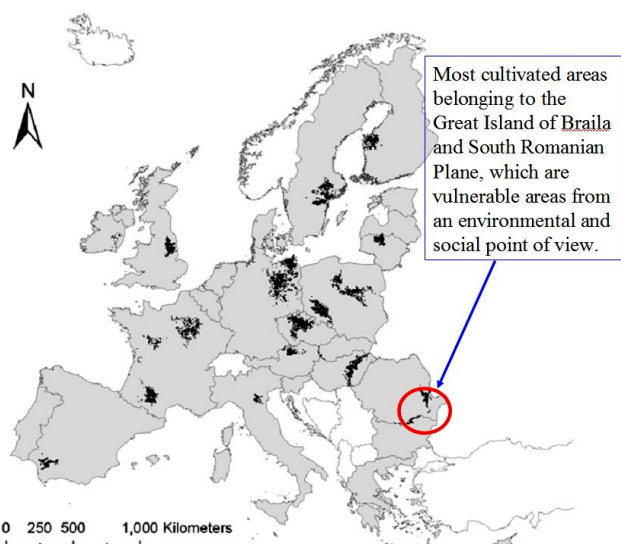 N
Most cultivated areas
belonging to the
Great Island of Braila
and South Romanian
Plane, which are
vulnerable areas from
an environmental and
social point of view.
0 250 500 1,000 Kilometers